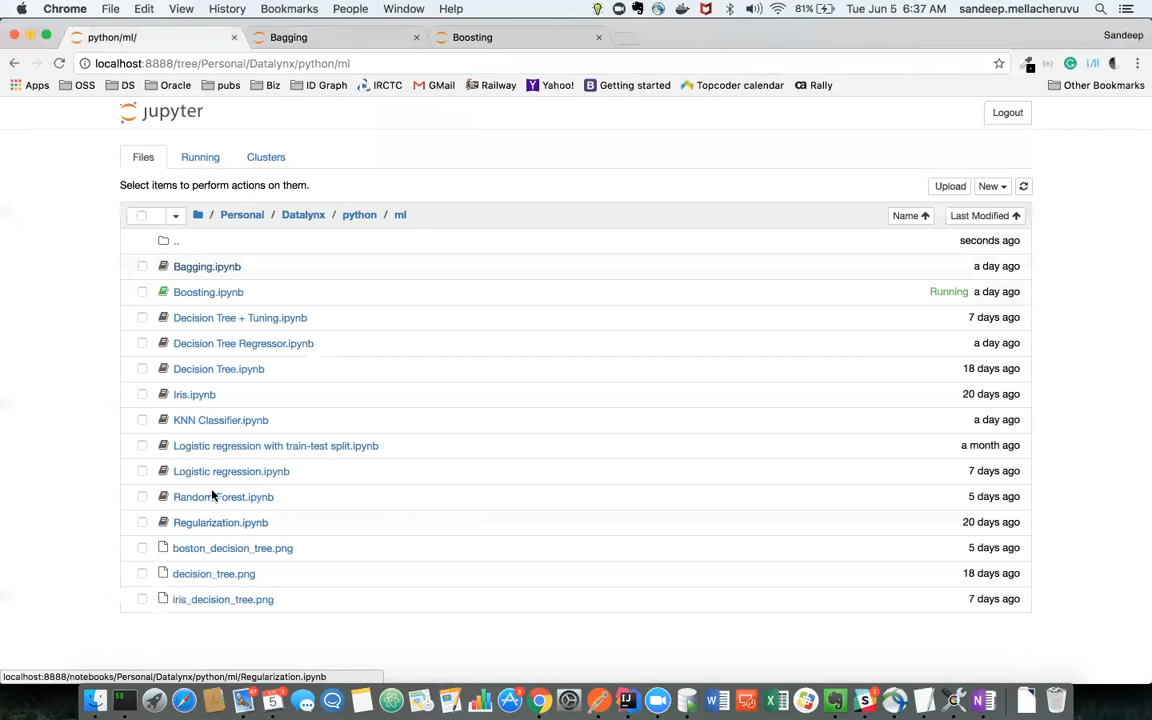 Chrome File Edit View History Bookmarks People Window Help 81% Tue Jun 5 6:37 AM sandeep.mellacheruvu
python/ml/ Bagging Boosting Sandeep
localhost:8888/tree/Personal/Datalynx/python/ml
Apps OSS DS Oracle pubs Biz ID Graph IRCTC GMail Railway Yahoo! Getting started Topcoder calendar Rally Other Bookmarks
jupyter Logout
Files Running Clusters
Select items to perform actions on them. Upload New
/ Personal / Datalynx / python / ml Name Last Modified
.. seconds ago
Bagging.ipynb a day ago
Boosting.ipynb Running a day ago
Decision Tree + Tuning.ipynb 7 days ago
Decision Tree Regressor.ipynb a day ago
Decision Tree.ipynb 18 days ago
Iris.ipynb 20 days ago
KNN Classifier.ipynb a day ago
Logistic regression with train-test split.ipynb a month ago
Logistic regression.ipynb 7 days ago
Random Forest.ipynb 5 days ago
Regularization.ipynb 20 days ago
boston_decision_tree.png 5 days ago
decision_tree.png 18 days ago
iris_decision_tree.png 7 days ago
localhost:8888/notebooks/Personal/Datalynx/python/ml/Regularization.ipynb